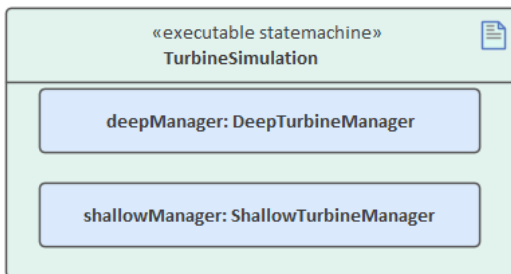 «executable statemachine»
TurbineSimulation
deepManager: DeepTurbineManager
shallowManager: ShallowTurbineManager